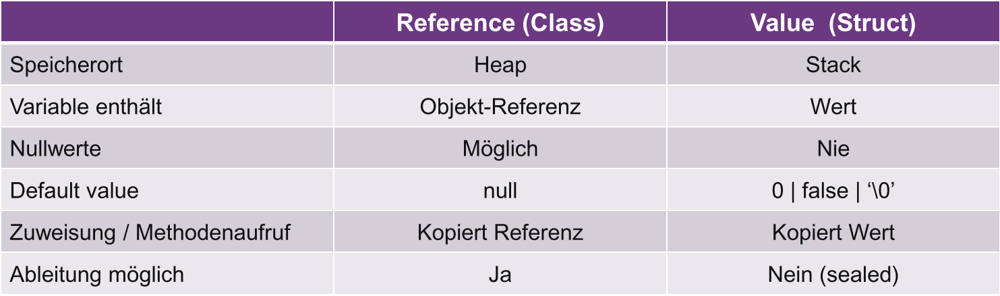 Reference (Class) Value  (Struct)
Speicherort Heap Stack
Variable enthält Objekt-Referenz Wert
Nullwerte Möglich Nie
Default value null 0 | false | ‘\0’
Zuweisung / Methodenaufruf Kopiert Referenz Kopiert Wert
Ableitung möglich Ja Nein (sealed)